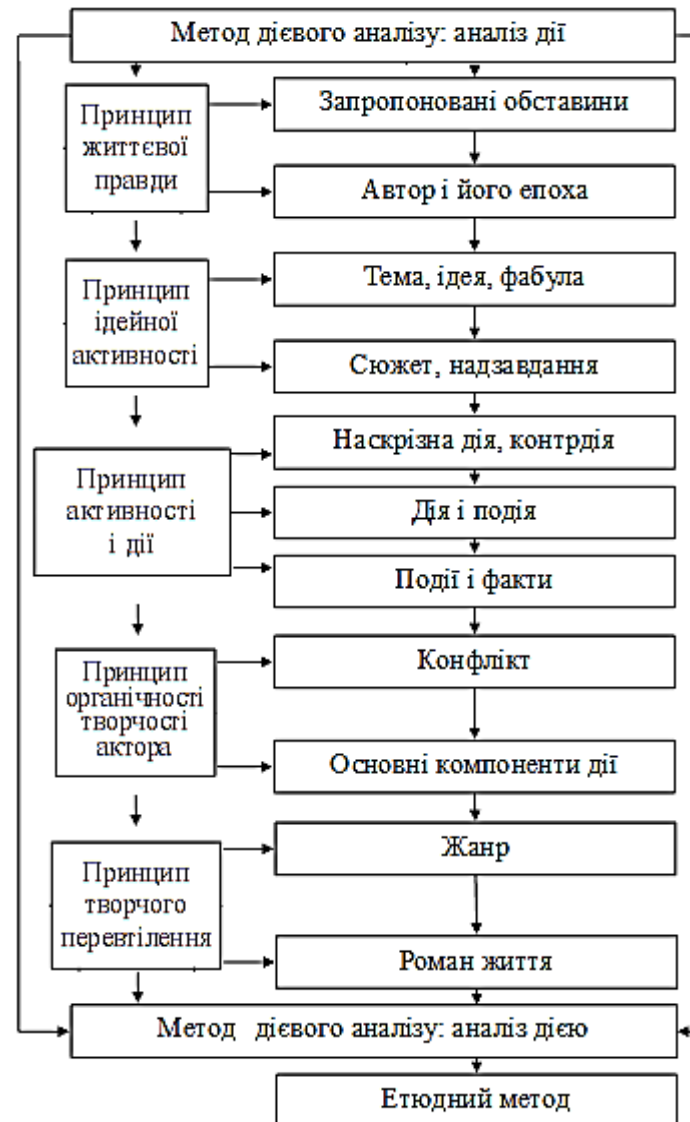 Метод дієвого аналізу: аналіз дії
Принцип
життєвої
правди
Запропоновані обставини
Автор і його епоха
Принцип
ідейної
активності
Тема, ідея, фабула
Сюжет, надзавдання
Принцип
активності
і дії
Наскрізна дія, контрдія
Дія і подія
Події і факти
Принцип
органічності
творчості
актора
Конфлікт
Основні компоненти дії
Принцип
творчого
перевтілення
Жанр
Роман життя
Метод дієвого аналізу: аналіз дією
Етюдний метод